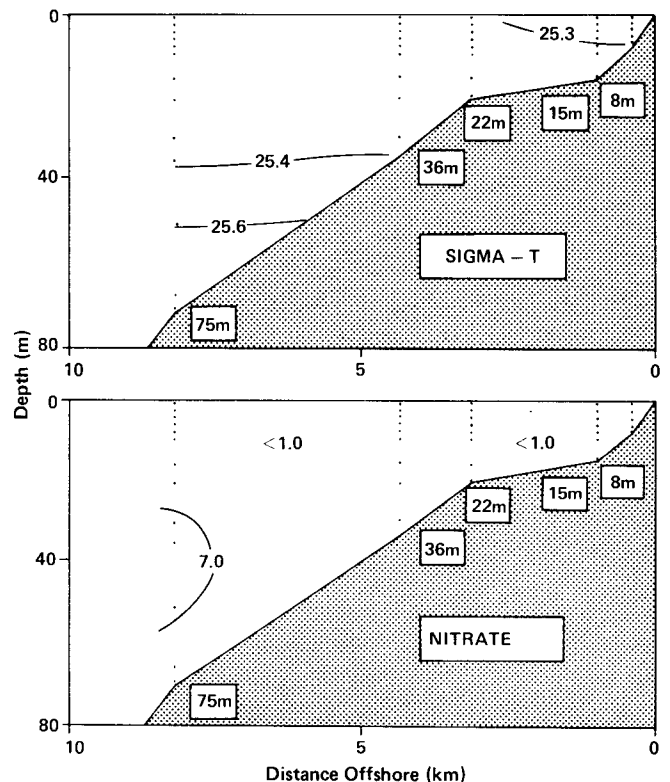 0
25.3
8m
15m
22m
25.4
36m
40
25.6
SIGMA – T
75m
80
10
5
0
Depth (m)
0
<1.0
<1.0
8m
15m
22m
36m
7.0
40
NITRATE
75m
80
10
5
0
Distance Offshore (km)